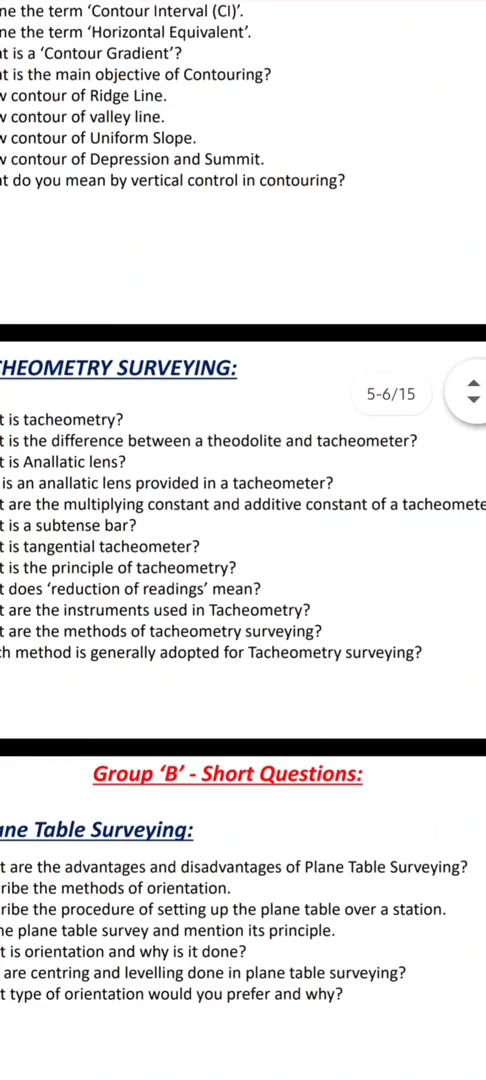 ne the term ‘Contour Interval (CI)’.
ne the term ‘Horizontal Equivalent’.
t is a ‘Contour Gradient’?
t is the main objective of Contouring?
w contour of Ridge Line.
w contour of valley line.
w contour of Uniform Slope.
w contour of Depression and Summit.
t do you mean by vertical control in contouring?
CHEOMETRY SURVEYING:
5-6/15
t is tacheometry?
t is the difference between a theodolite and tacheometer?
t is Anallatic lens?
is an anallatic lens provided in a tacheometer?
t are the multiplying constant and additive constant of a tacheomete
t is a subtense bar?
t is tangential tacheometer?
t is the principle of tacheometry?
t does ‘reduction of readings’ mean?
t are the instruments used in Tacheometry?
t are the methods of tacheometry surveying?
ch method is generally adopted for Tacheometry surveying?
Group ‘B’ - Short Questions:
ane Table Surveying:
t are the advantages and disadvantages of Plane Table Surveying?
ribe the methods of orientation.
ribe the procedure of setting up the plane table over a station.
ne plane table survey and mention its principle.
t is orientation and why is it done?
are centring and levelling done in plane table surveying?
t type of orientation would you prefer and why?